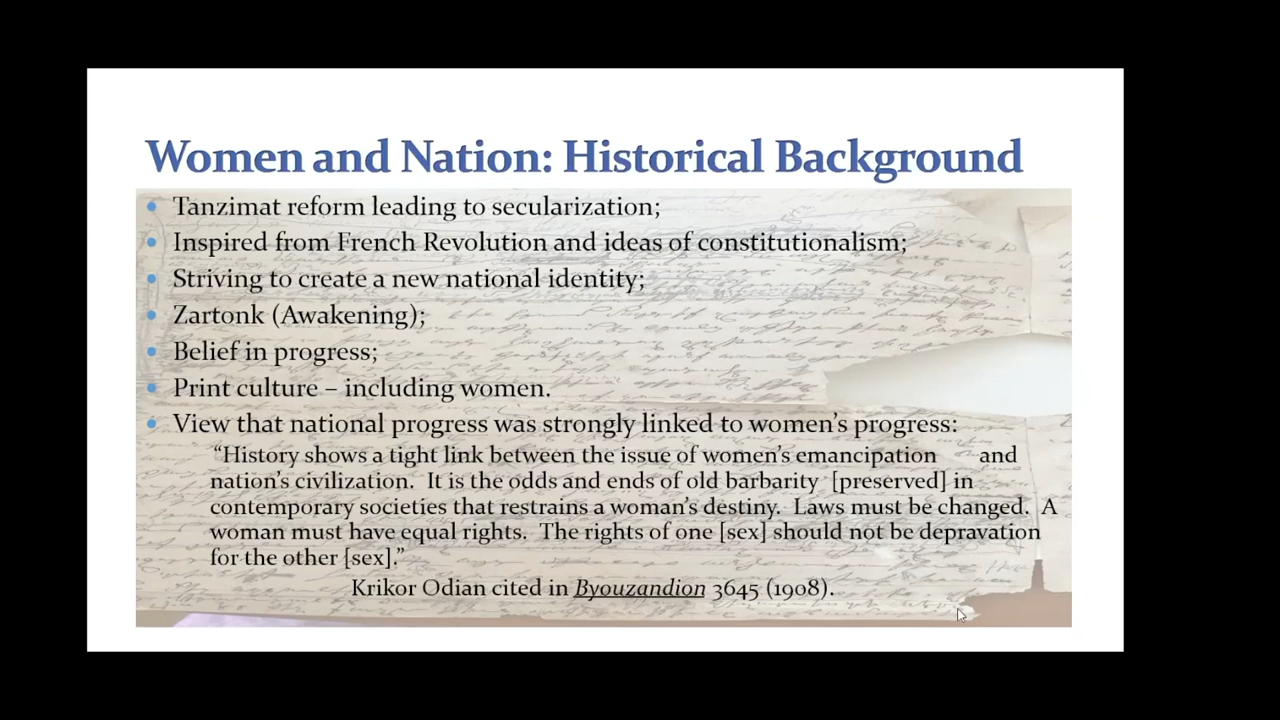 Women and Nation: Historical Background
• Tanzimat reform leading to secularization;
• Inspired from French Revolution and ideas of constitutionalism;
• Striving to create a new national identity;
• Zartonk (Awakening);
• Belief in progress;
• Print culture – including women.
• View that national progress was strongly linked to women’s progress:
“History shows a tight link between the issue of women’s emancipation and
nation’s civilization. It is the odds and ends of old barbarity [preserved] in
contemporary societies that restrains a woman’s destiny. Laws must be changed. A
woman must have equal rights. The rights of one [sex] should not be depravation
for the other [sex].”
Krikor Odian cited in Byouzandion 3645 (1908).